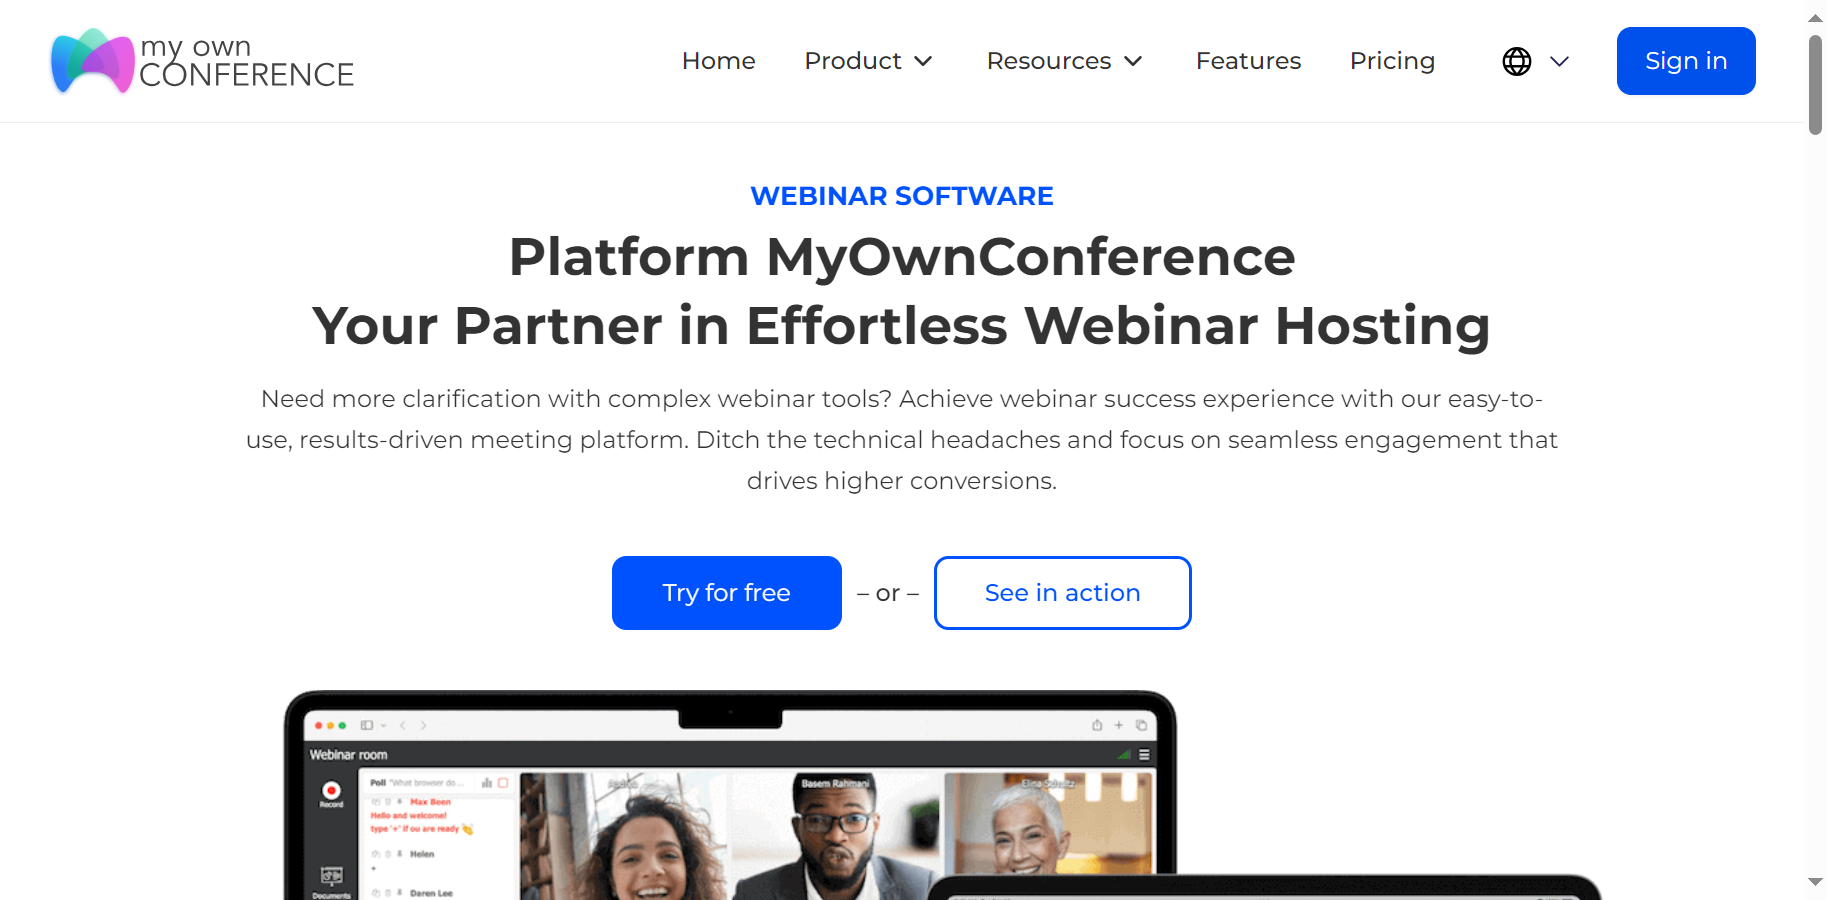 my own
CONFERENCE
Home
Product
Resources
Features
Pricing
Sign in
WEBINAR SOFTWARE
Platform MyOwnConference
Your Partner in Effortless Webinar Hosting
Need more clarification with complex webinar tools? Achieve webinar success experience with our easy-to-
use, results-driven meeting platform. Ditch the technical headaches and focus on seamless engagement that
drives higher conversions.
Try for free
– or –
See in action
Webinar room
Record
Documents
Poll "What browser do ...
Max Been
Hello and welcome!
type "+" if ou are ready 👏
Helen
+
Daren Lee
Basem Rahmani